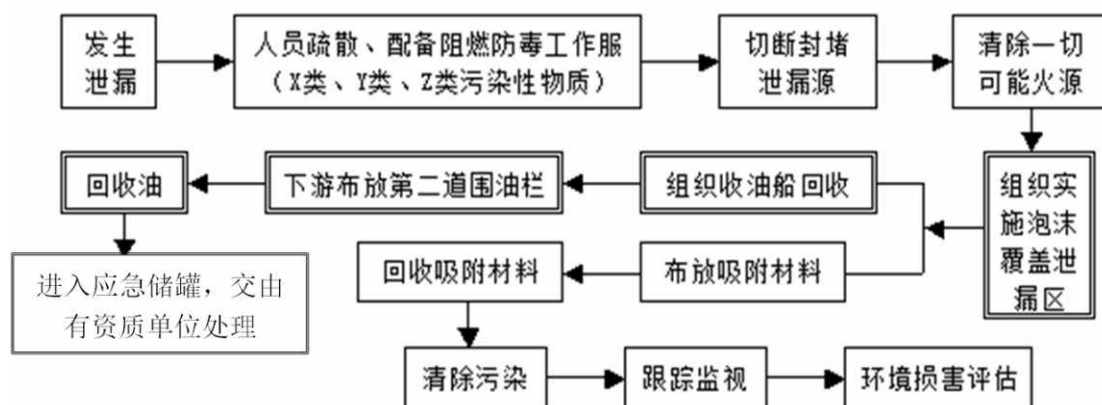 发生
泄漏
人员疏散、配备阻燃防毒工作服
（X类、Y类、Z类污染性物质）
切断封堵
泄漏源
清除一切
可能火源
组织实
施泡沫
覆盖泄
漏区
组织收油船回收
下游布放第二道围油栏
回收油
进入应急储罐，交由
有资质单位处理
布放吸附材料
回收吸附材料
清除污染
跟踪监视
环境损害评估